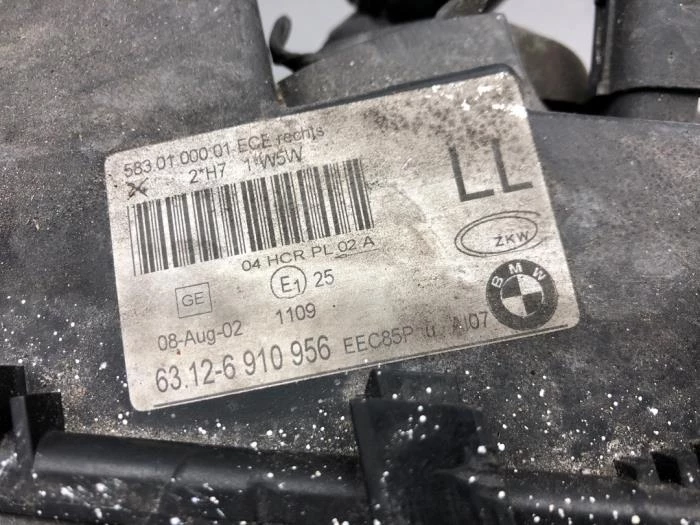 583.01.000.01 ECE rechts
2*H7 1*W5W
LL
04 HCR PL 02 A
ZKW
GE
E1 25
BMW
08-Aug-02 1109
63.12-6 910 956 EEC85P u AI07